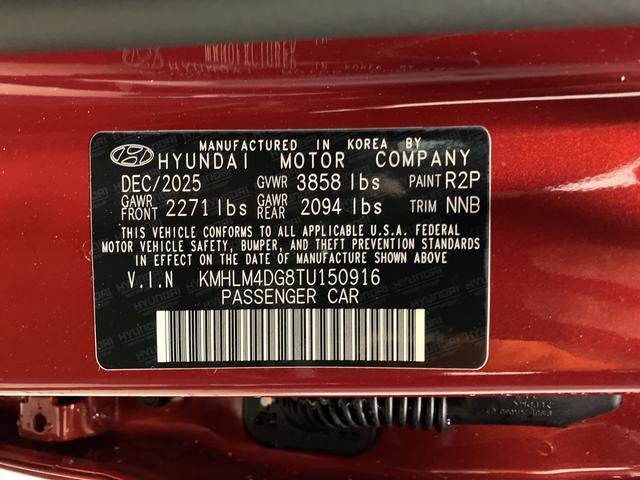 MANUFACTURED IN KOREA BY
HYUNDAI MOTOR COMPANY
DEC/2025 GVWR 3858 lbs PAINT R2P
GAWR FRONT 2271 lbs GAWR REAR 2094 lbs TRIM NNB
THIS VEHICLE CONFORMS TO ALL APPLICABLE U.S.A. FEDERAL
MOTOR VEHICLE SAFETY, BUMPER, AND THEFT PREVENTION STANDARDS
IN EFFECT ON THE DATE OF MANUFACTURE SHOWN ABOVE
V.I.N KMHLM4DG8TU150916
PASSENGER CAR